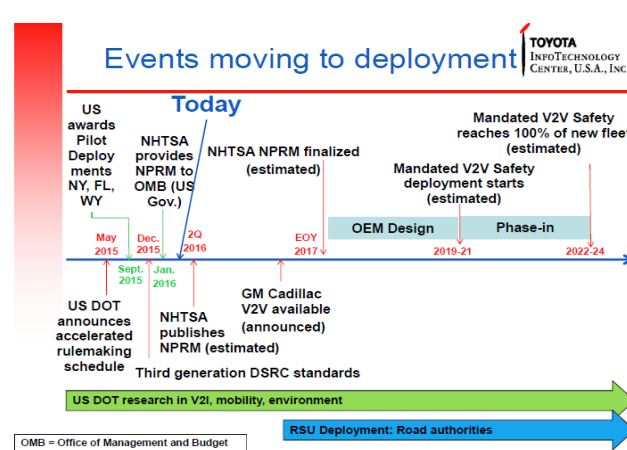 Events moving to deployment
TOYOTA
INFOTECHNOLOGY
CENTER, U.S.A., INC
Today
US
awards
Pilot
Deploy
ments
NY, FL,
WY
NHTSA
provides
NPRM to
OMB (US
Gov.)
NHTSA NPRM finalized
(estimated)
Mandated V2V Safety
reaches 100% of new fleet
(estimated)
Mandated V2V Safety
deployment starts
(estimated)
OEM Design
Phase-in
May
2015
Dec.
2015
2Q
2016
EOY
2017
2019-21
2022-24
Sept.
2015
Jan.
2016
US DOT
announces
accelerated
rulemaking
schedule
NHTSA
publishes
NPRM (estimated)
GM Cadillac
V2V available
(announced)
Third generation DSRC standards
US DOT research in V2I, mobility, environment
RSU Deployment: Road authorities
OMB = Office of Management and Budget